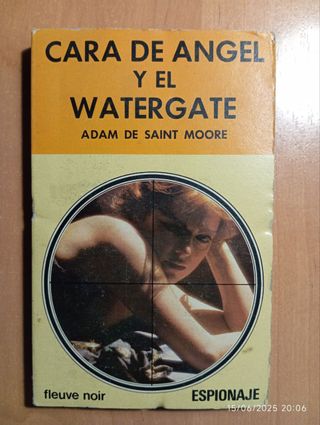 CARA DE ANGEL
Y EL
WATERGATE
ADAM DE SAINT MOORE
fleuve noir
ESPIONAJE
15/06/2025 20:06